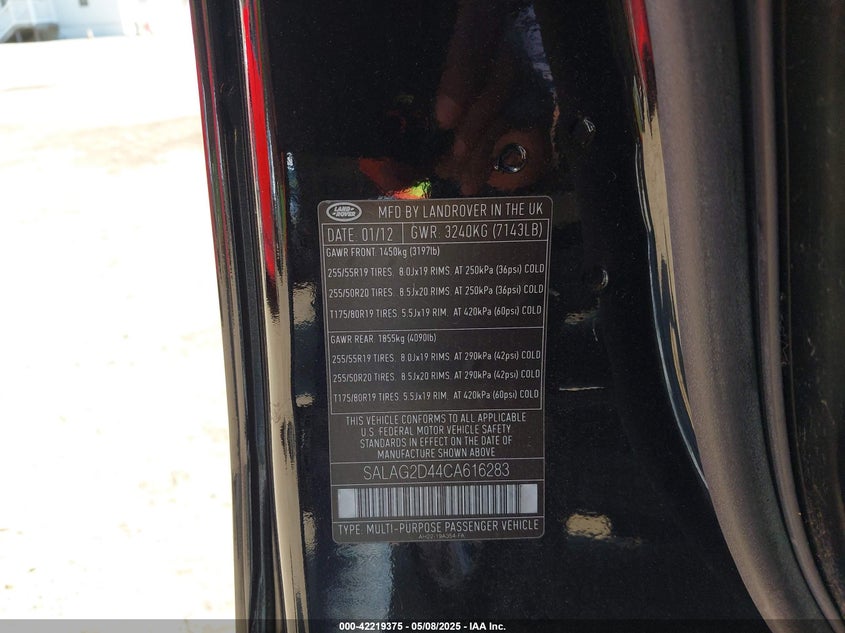 LAND ROVER
MFD BY LANDROVER IN THE UK
DATE. 01/12 GWR. 3240KG (7143LB)
GAWR FRONT. 1450kg (3197lb)
255/55R19 TIRES. 8.0Jx19 RIMS. AT 250kPa (36psi) COLD
255/50R20 TIRES. 8.5Jx20 RIMS. AT 250kPa (36psi) COLD
T175/80R19 TIRES. 5.5Jx19 RIM. AT 420kPa (60psi) COLD
GAWR REAR. 1855kg (4090lb)
255/55R19 TIRES. 8.0Jx19 RIMS. AT 290kPa (42psi) COLD
255/50R20 TIRES. 8.5Jx20 RIMS. AT 290kPa (42psi) COLD
T175/80R19 TIRES. 5.5Jx19 RIM. AT 420kPa (60psi) COLD
THIS VEHICLE CONFORMS TO ALL APPLICABLE
U.S. FEDERAL MOTOR VEHICLE SAFETY
STANDARDS IN EFFECT ON THE DATE OF
MANUFACTURE SHOWN ABOVE.
SALAG2D44CA616283
TYPE. MULTI-PURPOSE PASSENGER VEHICLE
AH22-19A354-FA
000-42219375 - 05/08/2025 - IAA Inc.